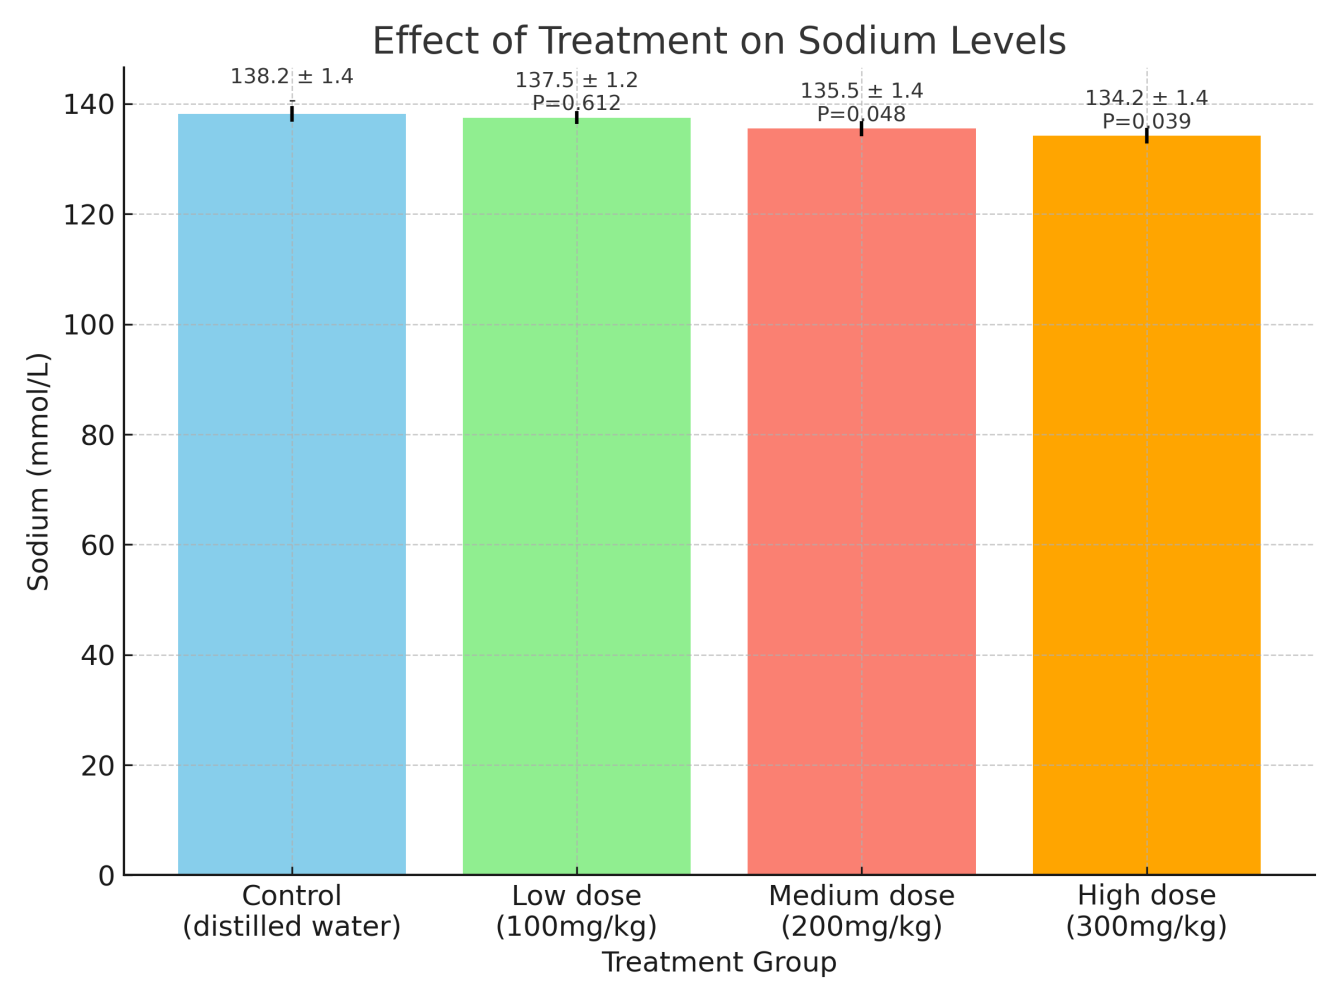 Effect of Treatment on Sodium Levels
138.2 ± 1.4
-
137.5 ± 1.2
P=0.612
135.5 ± 1.4
P=0.048
134.2 ± 1.4
P=0.039
140
120
100
80
60
40
20
0
Sodium (mmol/L)
Control
(distilled water)
Low dose
(100mg/kg)
Medium dose
(200mg/kg)
High dose
(300mg/kg)
Treatment Group